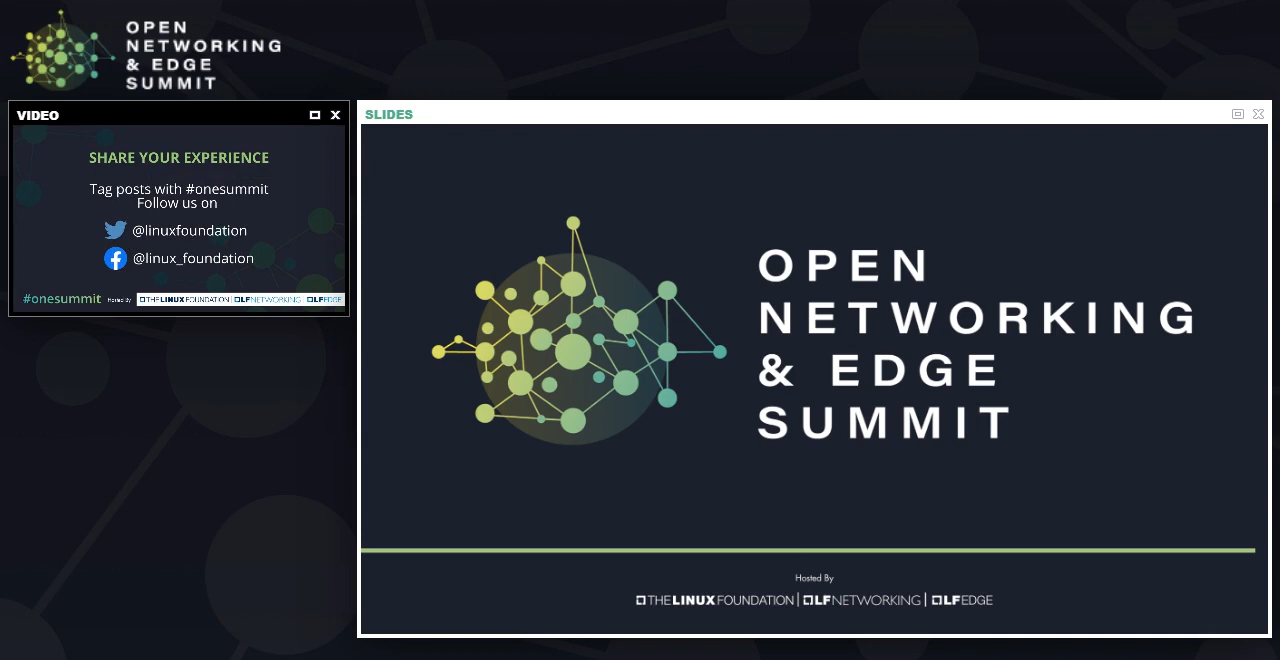 OPEN
NETWORKING
& EDGE
SUMMIT
VIDEO
SHARE YOUR EXPERIENCE
Tag posts with #onesummit
Follow us on
@linuxfoundation
@linux_foundation
#onesummit Hosted By THE LINUX FOUNDATION | LF NETWORKING | LF EDGE
SLIDES
OPEN
NETWORKING
& EDGE
SUMMIT
Hosted By
THE LINUX FOUNDATION | LF NETWORKING | LF EDGE